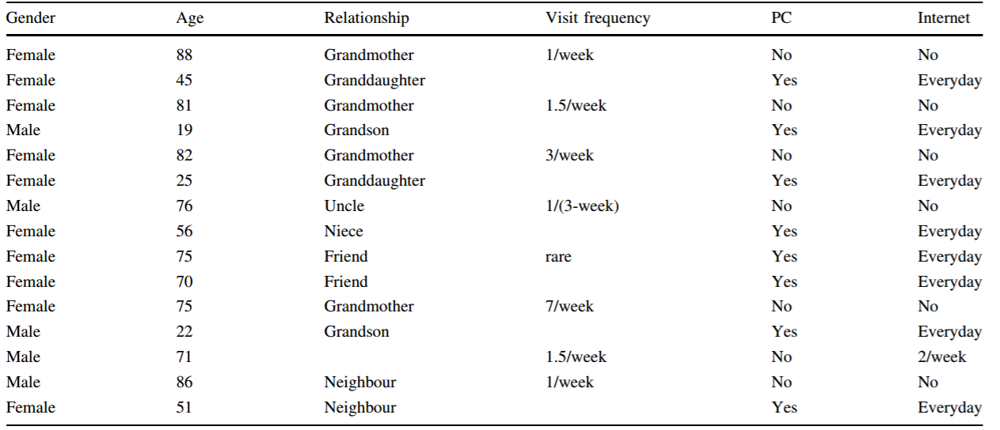 Gender Age Relationship Visit frequency PC Internet
Female 88 Grandmother 1/week No No
Female 45 Granddaughter Yes Everyday
Female 81 Grandmother 1.5/week No No
Male 19 Grandson Yes Everyday
Female 82 Grandmother 3/week No No
Female 25 Granddaughter Yes Everyday
Male 76 Uncle 1/(3-week) No No
Female 56 Niece Yes Everyday
Female 75 Friend rare Yes Everyday
Female 70 Friend Yes Everyday
Female 75 Grandmother 7/week No No
Male 22 Grandson Yes Everyday
Male 71 1.5/week No 2/week
Male 86 Neighbour 1/week No No
Female 51 Neighbour Yes Everyday